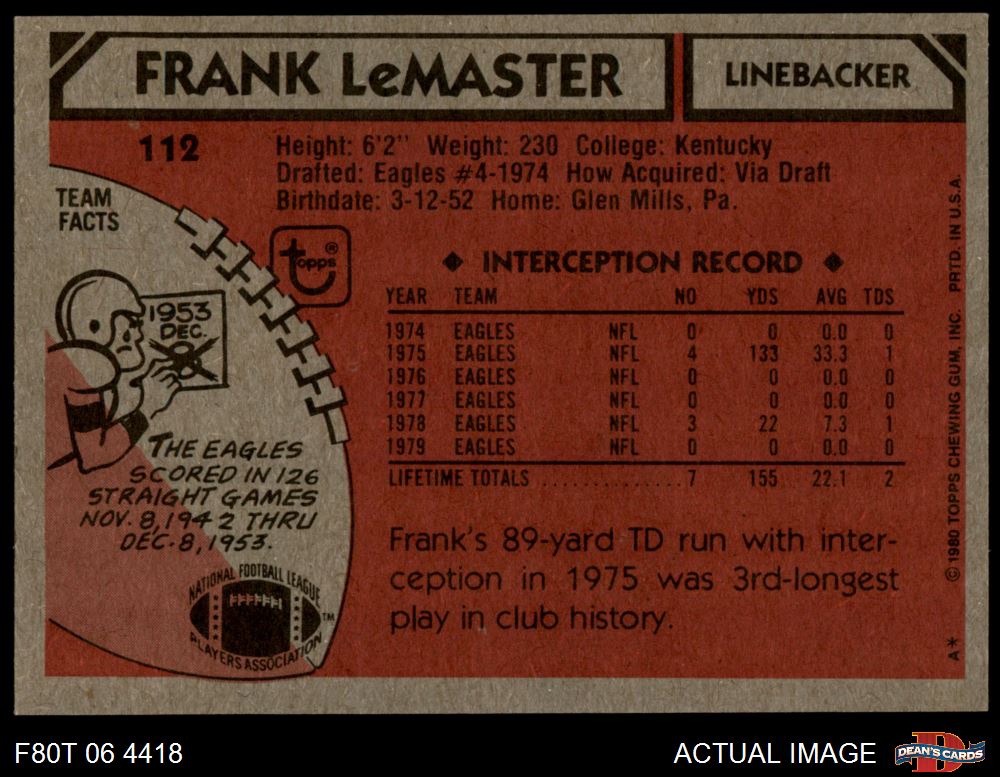 FRANK LeMASTER
LINEBACKER
112
Height: 6'2" Weight: 230 College: Kentucky
Drafted: Eagles #4-1974 How Acquired: Via Draft
Birthdate: 3-12-52 Home: Glen Mills, Pa.
TEAM
FACTS
topps®
1953
DEC.
8
THE EAGLES
SCORED IN 126
STRAIGHT GAMES
NOV. 8, 1942 THRU
DEC. 8, 1953.
NATIONAL FOOTBALL LEAGUE
PLAYERS ASSOCIATION
TM
◆ INTERCEPTION RECORD ◆
YEAR TEAM NO YDS AVG TDS
1974 EAGLES NFL 0 0 0.0 0
1975 EAGLES NFL 4 133 33.3 1
1976 EAGLES NFL 0 0 0.0 0
1977 EAGLES NFL 0 0 0.0 0
1978 EAGLES NFL 3 22 7.3 1
1979 EAGLES NFL 0 0 0.0 0
LIFETIME TOTALS ................ 7 155 22.1 2
Frank's 89-yard TD run with inter-
ception in 1975 was 3rd-longest
play in club history.
A* © 1980 TOPPS CHEWING GUM, INC. PRTD. IN U.S.A.
F80T 06 4418
ACTUAL IMAGE
D
DEAN'S CARDS